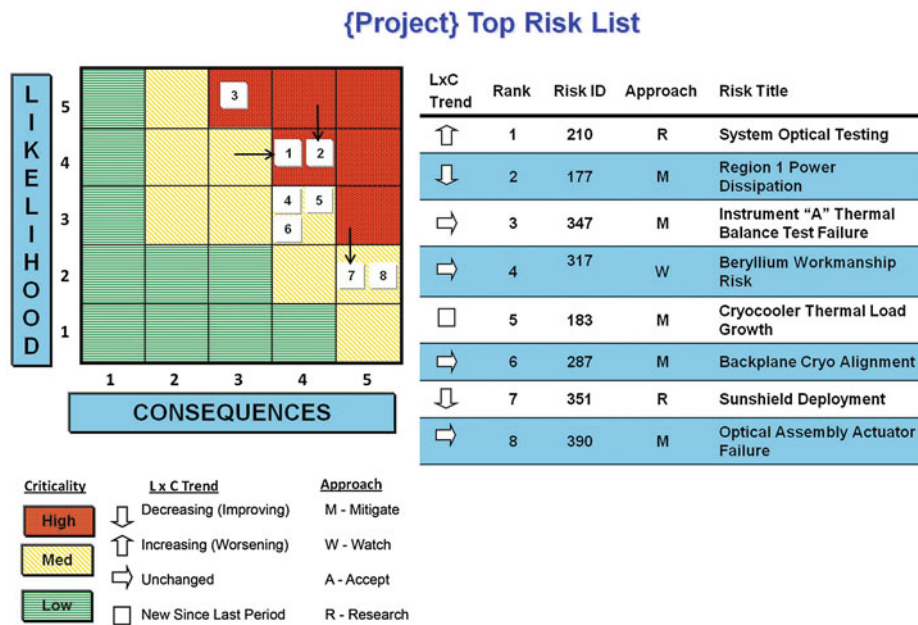 {Project} Top Risk List
LIKELIHOOD
5
4
3
2
1
3
1 2
4 5
6
7 8
1 2 3 4 5
CONSEQUENCES
LxC Trend Rank Risk ID Approach Risk Title
1 210 R System Optical Testing
2 177 M Region 1 Power
Dissipation
3 347 M Instrument “A” Thermal
Balance Test Failure
4 317 W Beryllium Workmanship
Risk
5 183 M Cryocooler Thermal Load
Growth
6 287 M Backplane Cryo Alignment
7 351 R Sunshield Deployment
8 390 M Optical Assembly Actuator
Failure
Criticality L x C Trend Approach
High Decreasing (Improving) M - Mitigate
Med Increasing (Worsening) W - Watch
Unchanged A - Accept
Low New Since Last Period R - Research